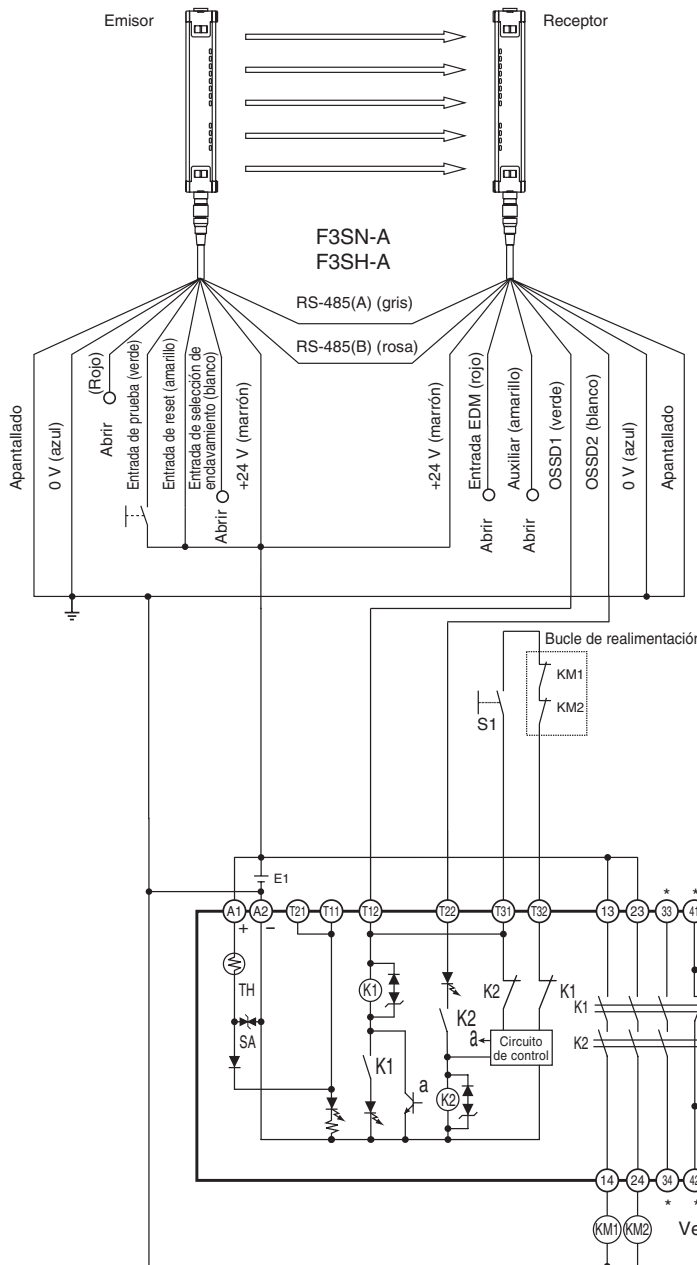 Emisor
Receptor
F3SN-A
F3SH-A
RS-485(A) (gris)
RS-485(B) (rosa)
Apantallado
0 V (azul)
(Rojo)
Abrir
Entrada de prueba (verde)
Entrada de reset (amarillo)
Entrada de selección de
enclavamiento (blanco)
Abrir
+24 V (marrón)
+24 V (marrón)
Entrada EDM (rojo)
Abrir
Auxiliar (amarillo)
Abrir
OSSD1 (verde)
OSSD2 (blanco)
0 V (azul)
Apantallado
Bucle de realimentación
KM1
KM2
S1
E1
* *
A1 A2 T21 T11 T12 T22 T31 T32 13 23 33 41
+ −
TH
SA
K1
K1
a
K2
K2
K2
K1
a
Circuito
de control
K1
K2
14 24 34 42
* *
KM1 KM2 Ve